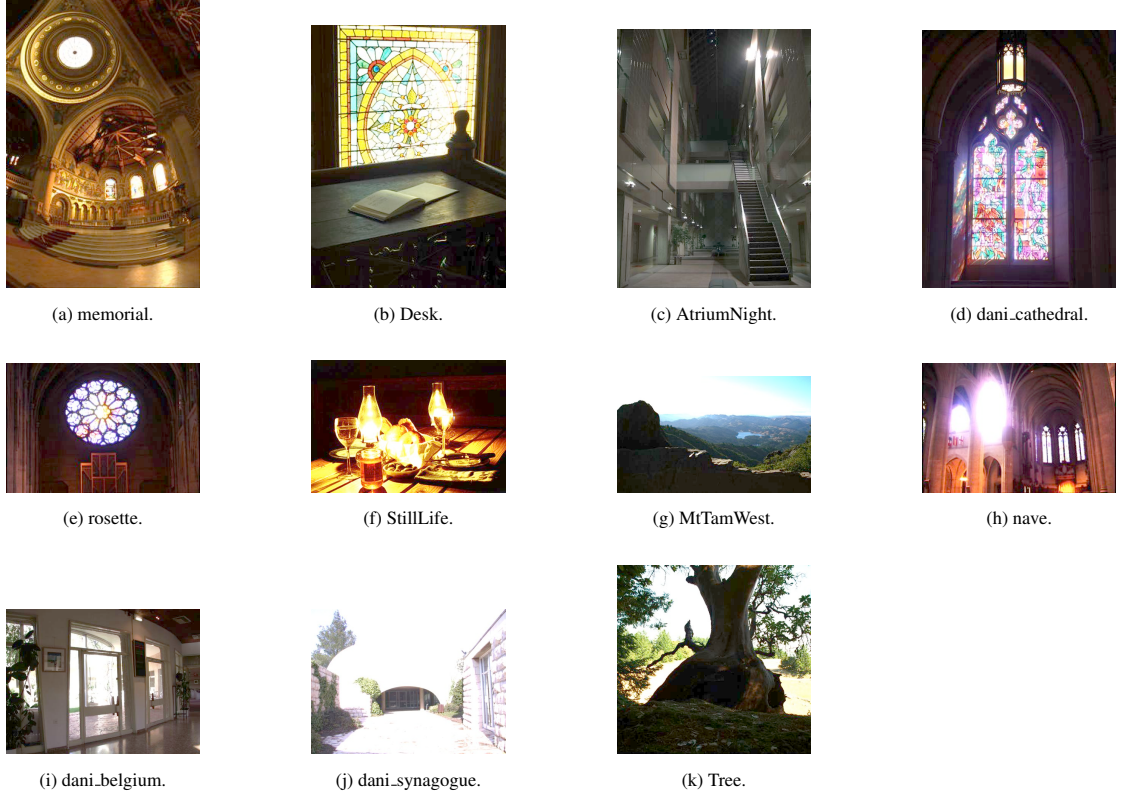 (a) memorial.
(b) Desk.
(c) AtriumNight.
(d) dani_cathedral.
(e) rosette.
(f) StillLife.
(g) MtTamWest.
(h) nave.
(i) dani_belgium.
(j) dani_synagogue.
(k) Tree.